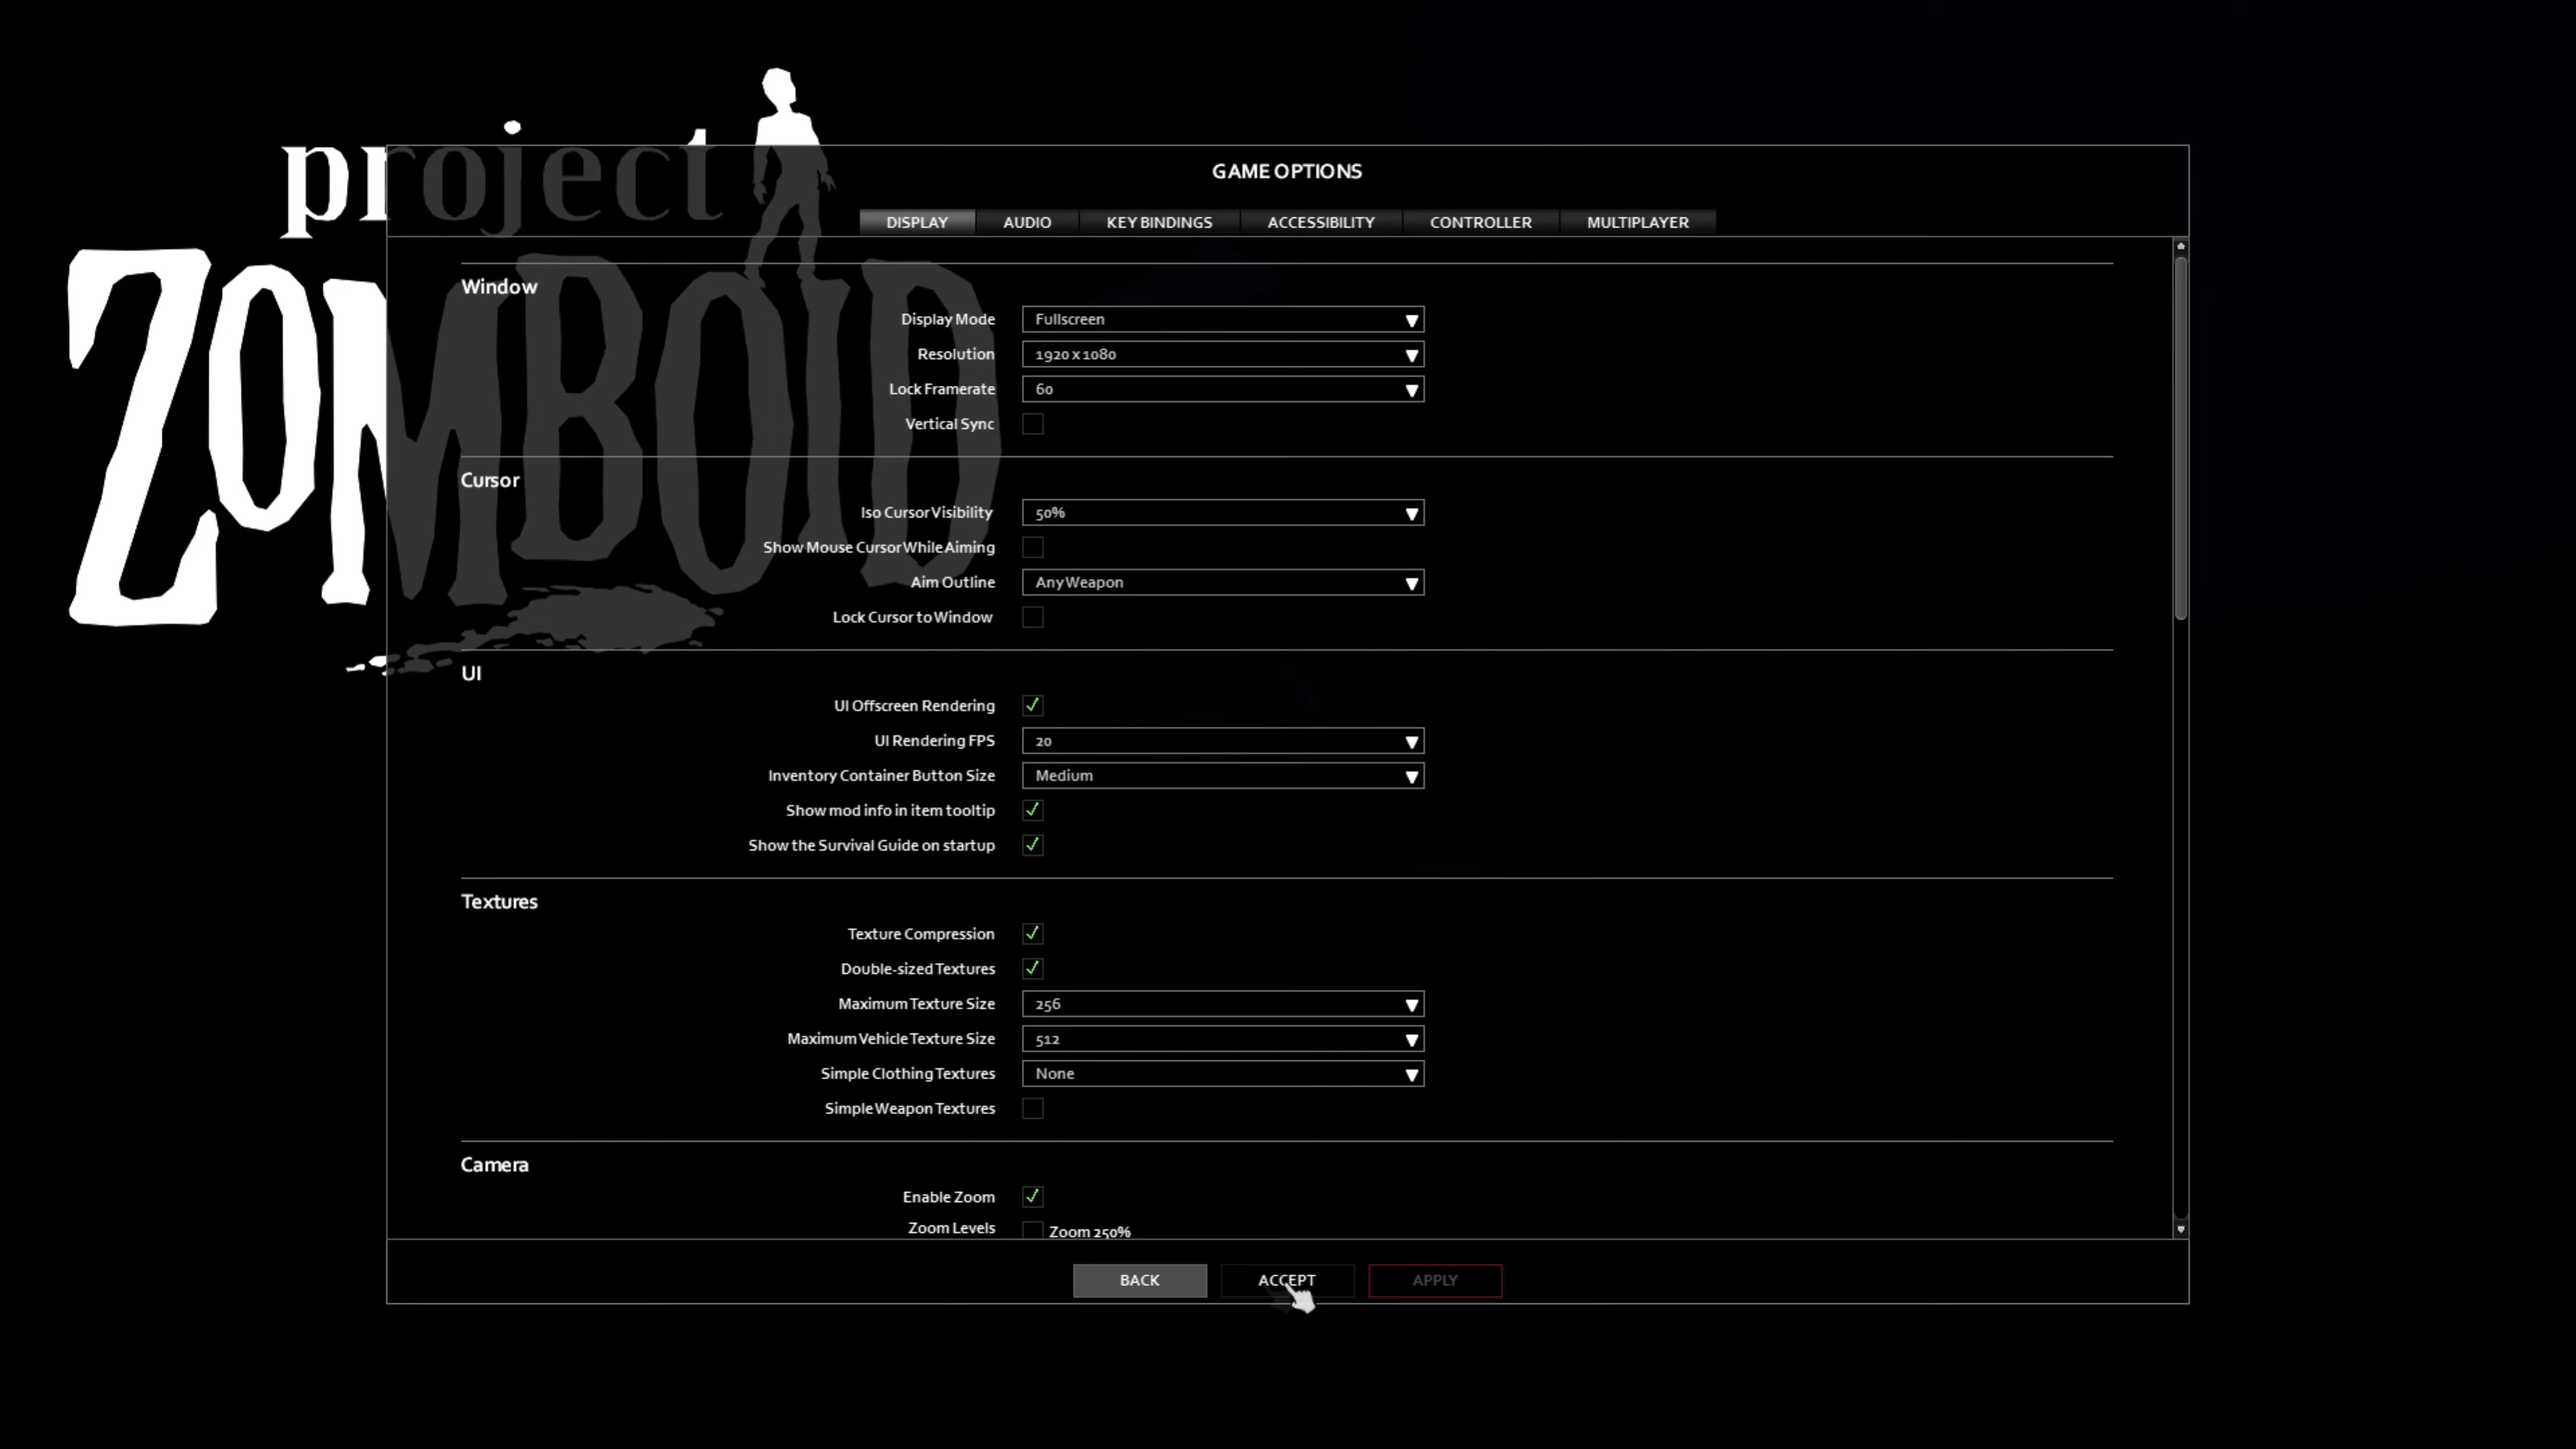 project
ZOMBOID
GAME OPTIONS
DISPLAY AUDIO KEY BINDINGS ACCESSIBILITY CONTROLLER MULTIPLAYER
Window
Display Mode Fullscreen
Resolution 1920 x 1080
Lock Framerate 60
Vertical Sync
Cursor
Iso Cursor Visibility 50%
Show Mouse Cursor While Aiming
Aim Outline Any Weapon
Lock Cursor to Window
UI
UI Offscreen Rendering
UI Rendering FPS 20
Inventory Container Button Size Medium
Show mod info in item tooltip
Show the Survival Guide on startup
Textures
Texture Compression
Double-sized Textures
Maximum Texture Size 256
Maximum Vehicle Texture Size 512
Simple Clothing Textures None
Simple Weapon Textures
Camera
Enable Zoom
Zoom Levels Zoom 250%
BACK ACCEPT APPLY